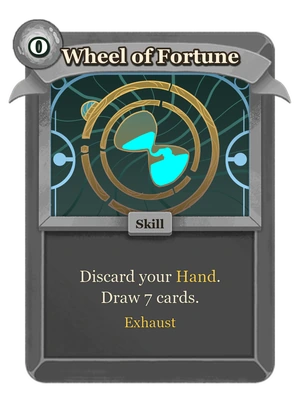 0
Wheel of Fortune
Skill
Discard your Hand.
Draw 7 cards.
Exhaust